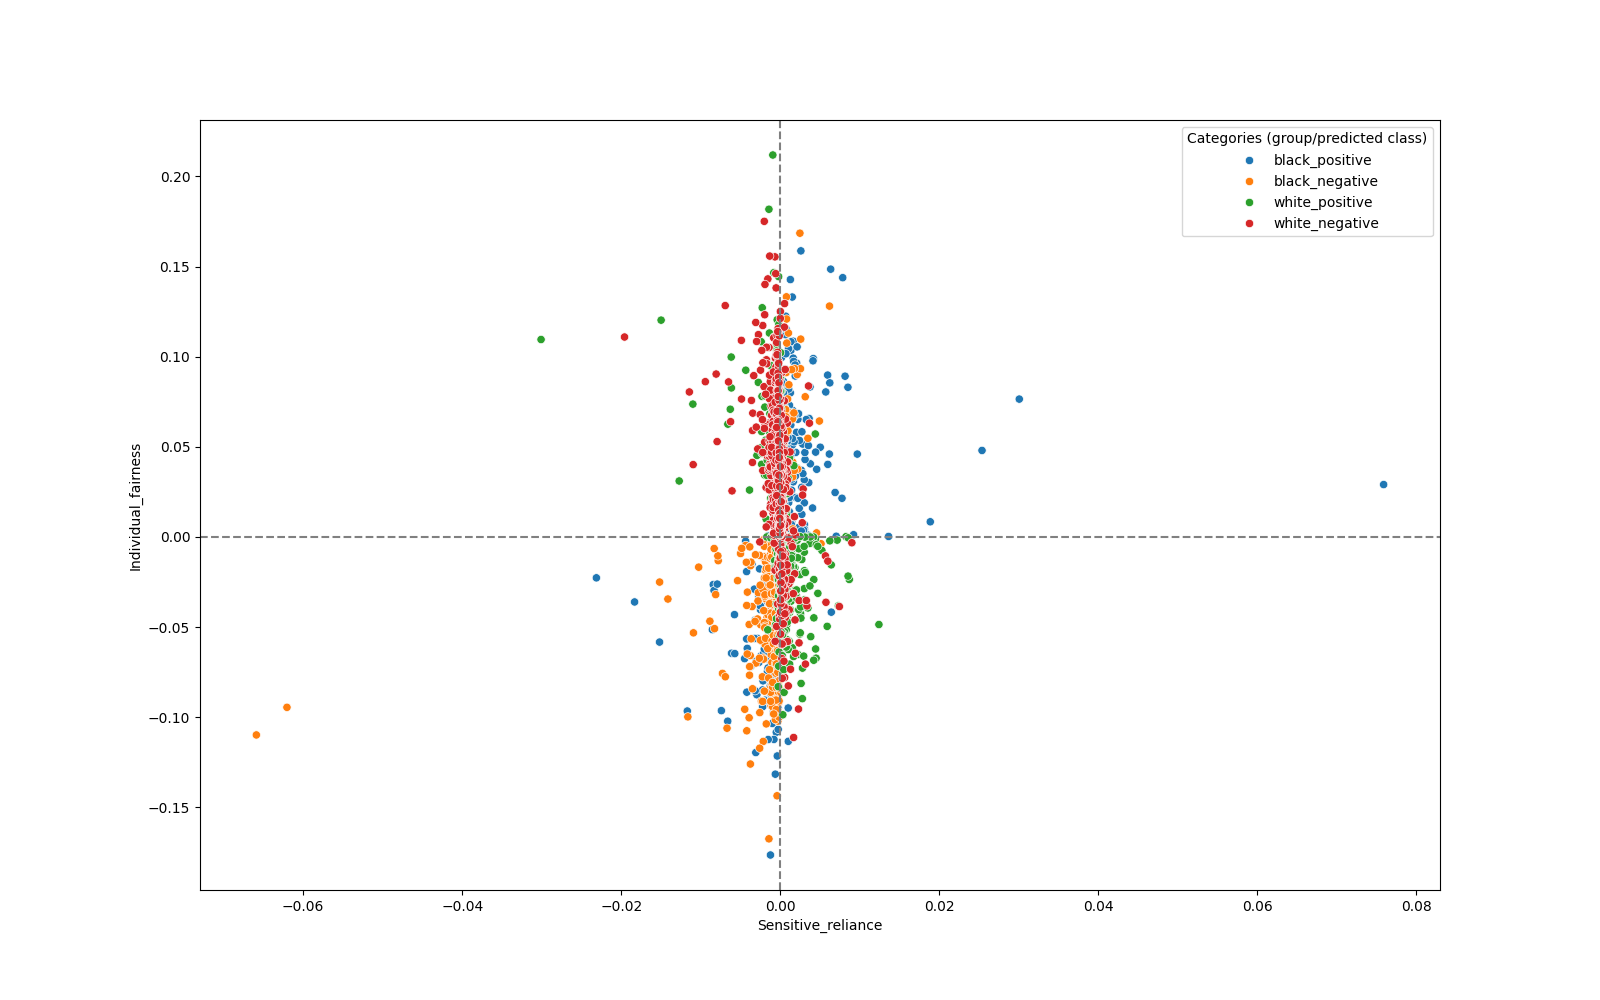 Categories (group/predicted class)
black_positive
black_negative
white_positive
white_negative
0.20
0.15
0.10
0.05
0.00
−0.05
−0.10
−0.15
Individual_fairness
−0.06
−0.04
−0.02
0.00
0.02
0.04
0.06
0.08
Sensitive_reliance